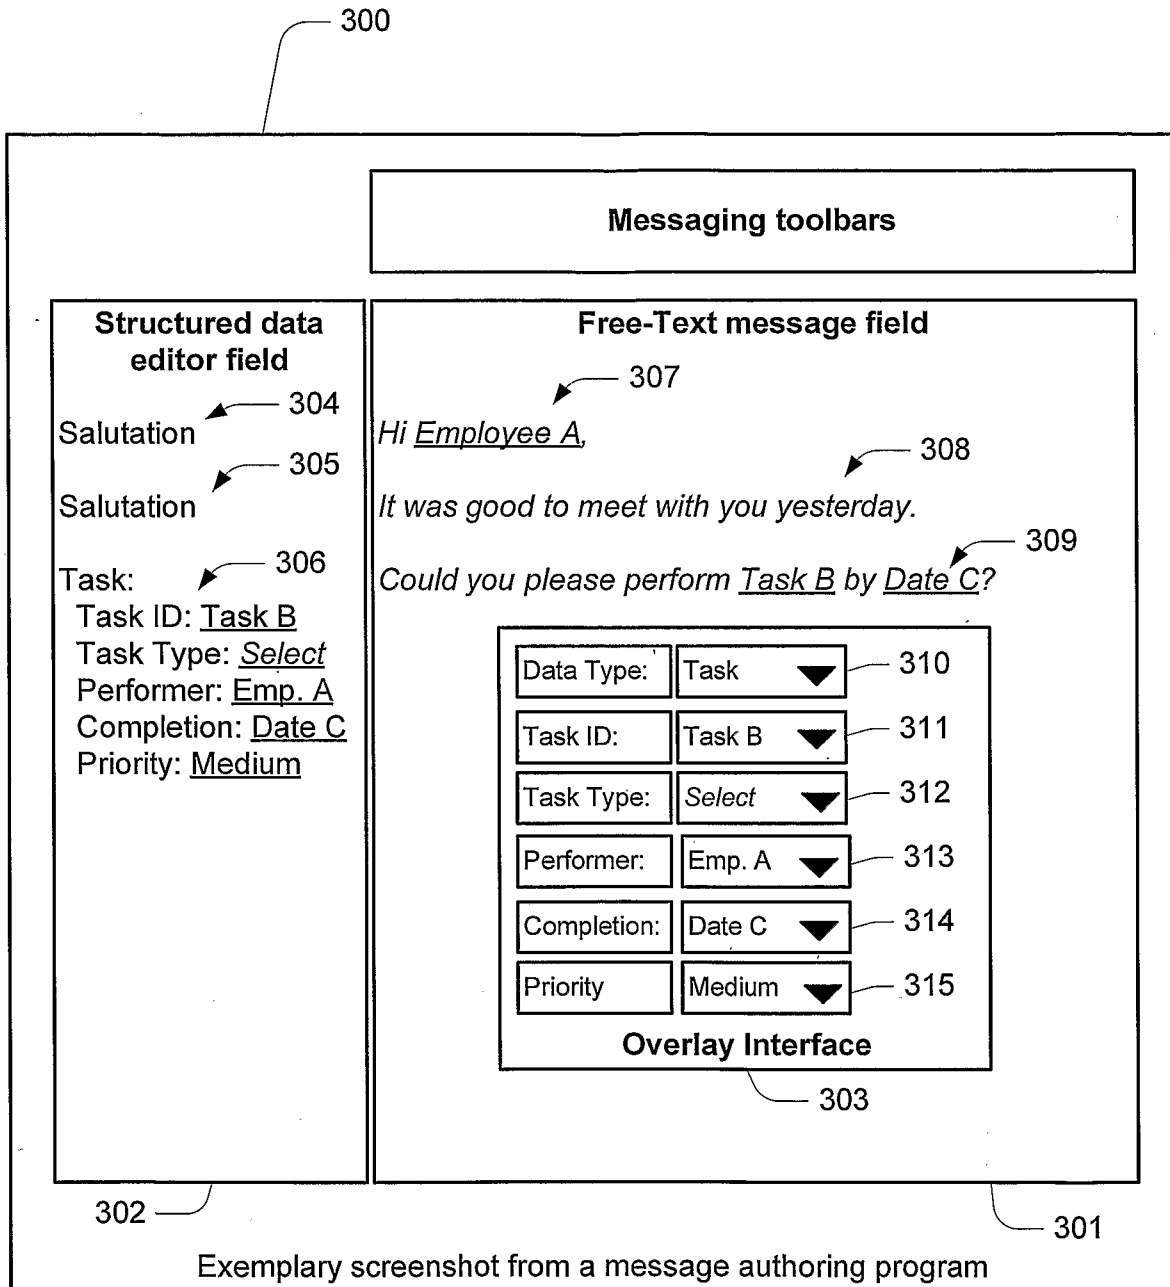 300
Messaging toolbars
Structured data
editor field
304
Salutation
305
Salutation
306
Task:
Task ID: Task B
Task Type: Select
Performer: Emp. A
Completion: Date C
Priority: Medium
Free-Text message field
307
Hi Employee A,
308
It was good to meet with you yesterday.
309
Could you please perform Task B by Date C?
Data Type: Task 310
Task ID: Task B 311
Task Type: Select 312
Performer: Emp. A 313
Completion: Date C 314
Priority Medium 315
Overlay Interface
303
302
301
Exemplary screenshot from a message authoring program